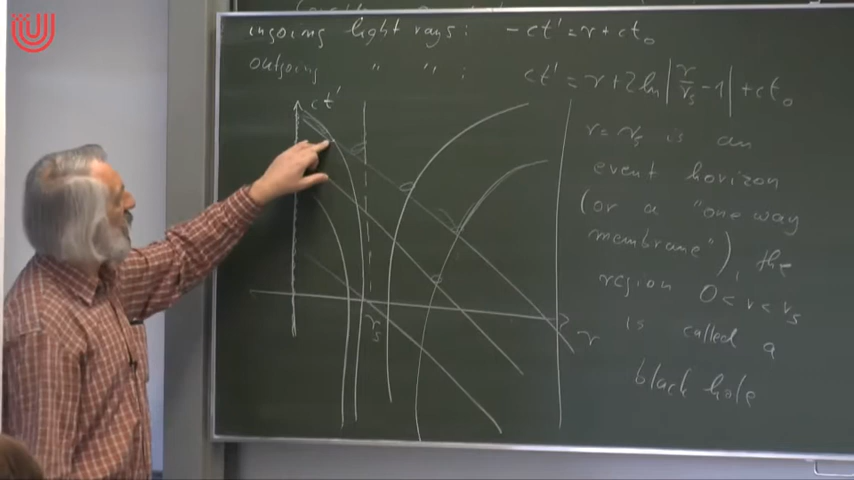 ingoing light rays: -ct' = r + ct₀
outgoing " " : ct' = r + 2 ln|r/rs - 1| + ct₀
ct'
rs
r
r = rs is an
event horizon
(or a "one way
membrane"), the
region 0 < r < rs
is called a
black hole